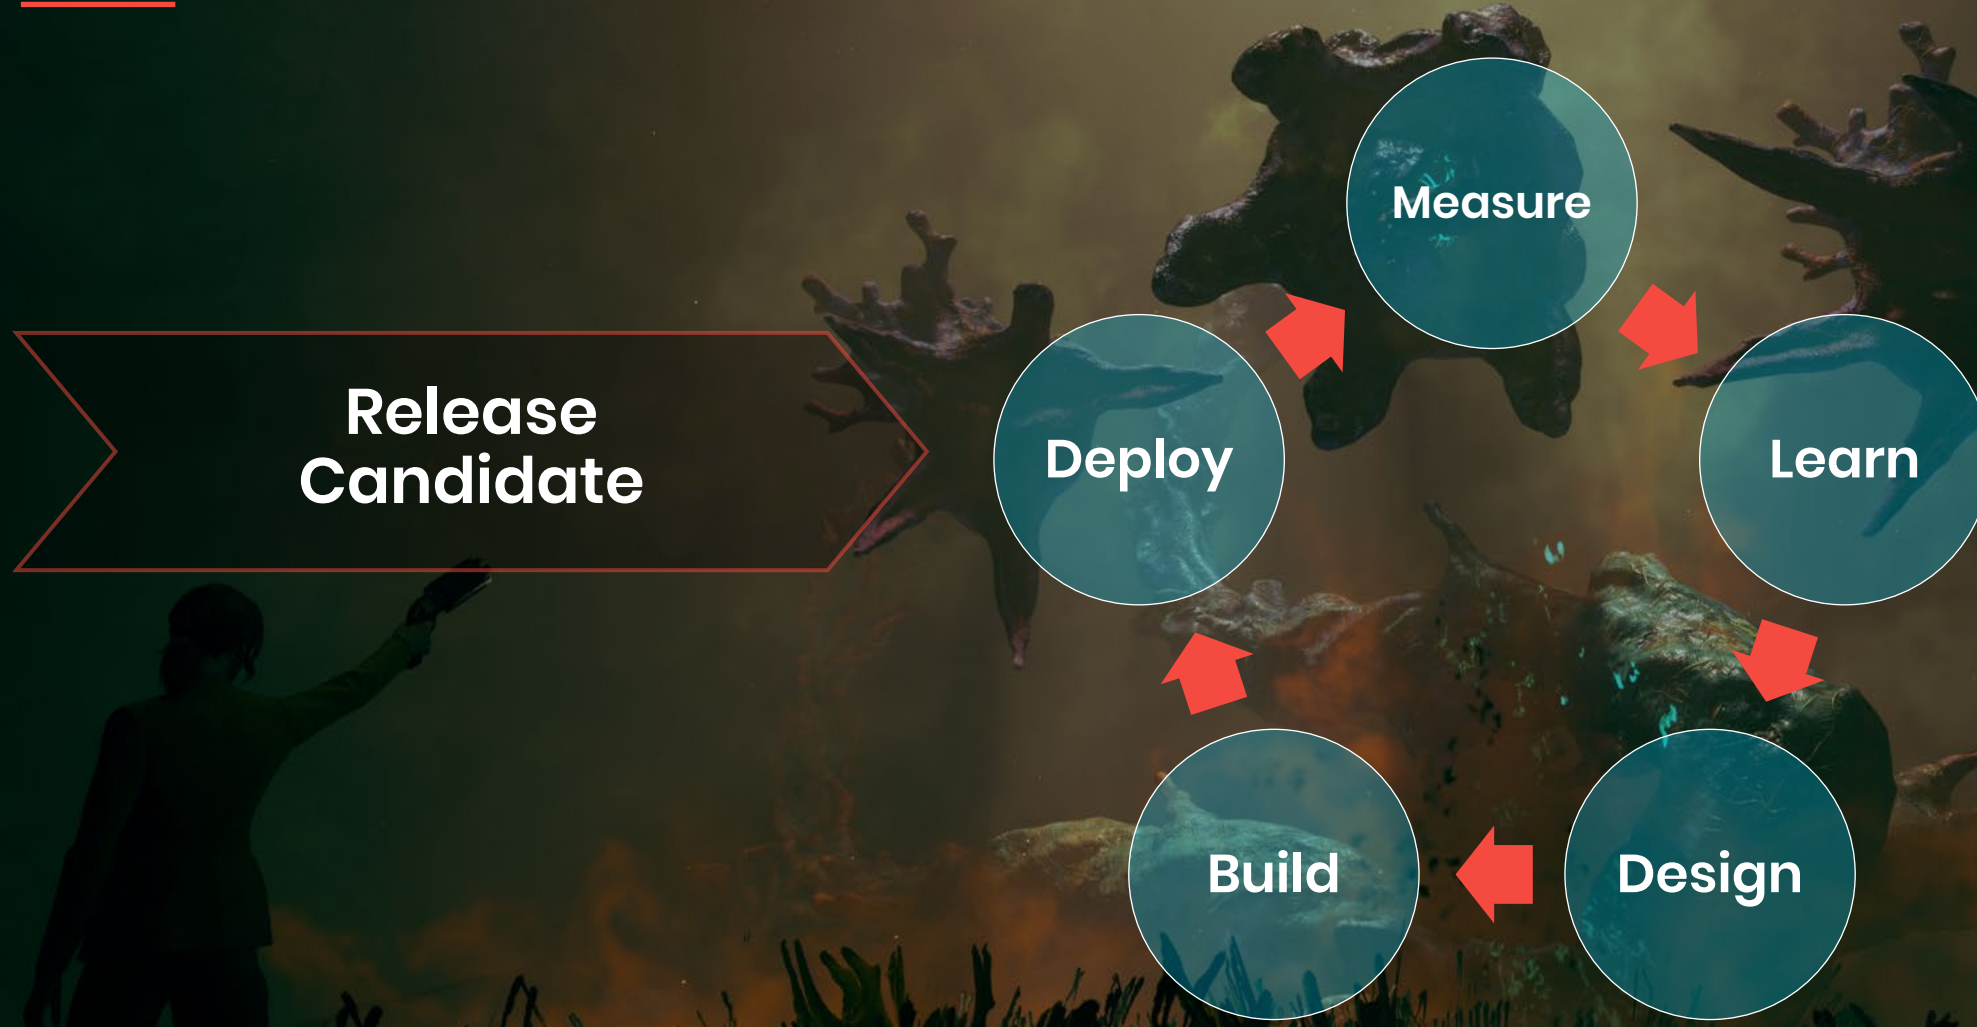 Release
Candidate
Measure
Deploy
Learn
Build
Design